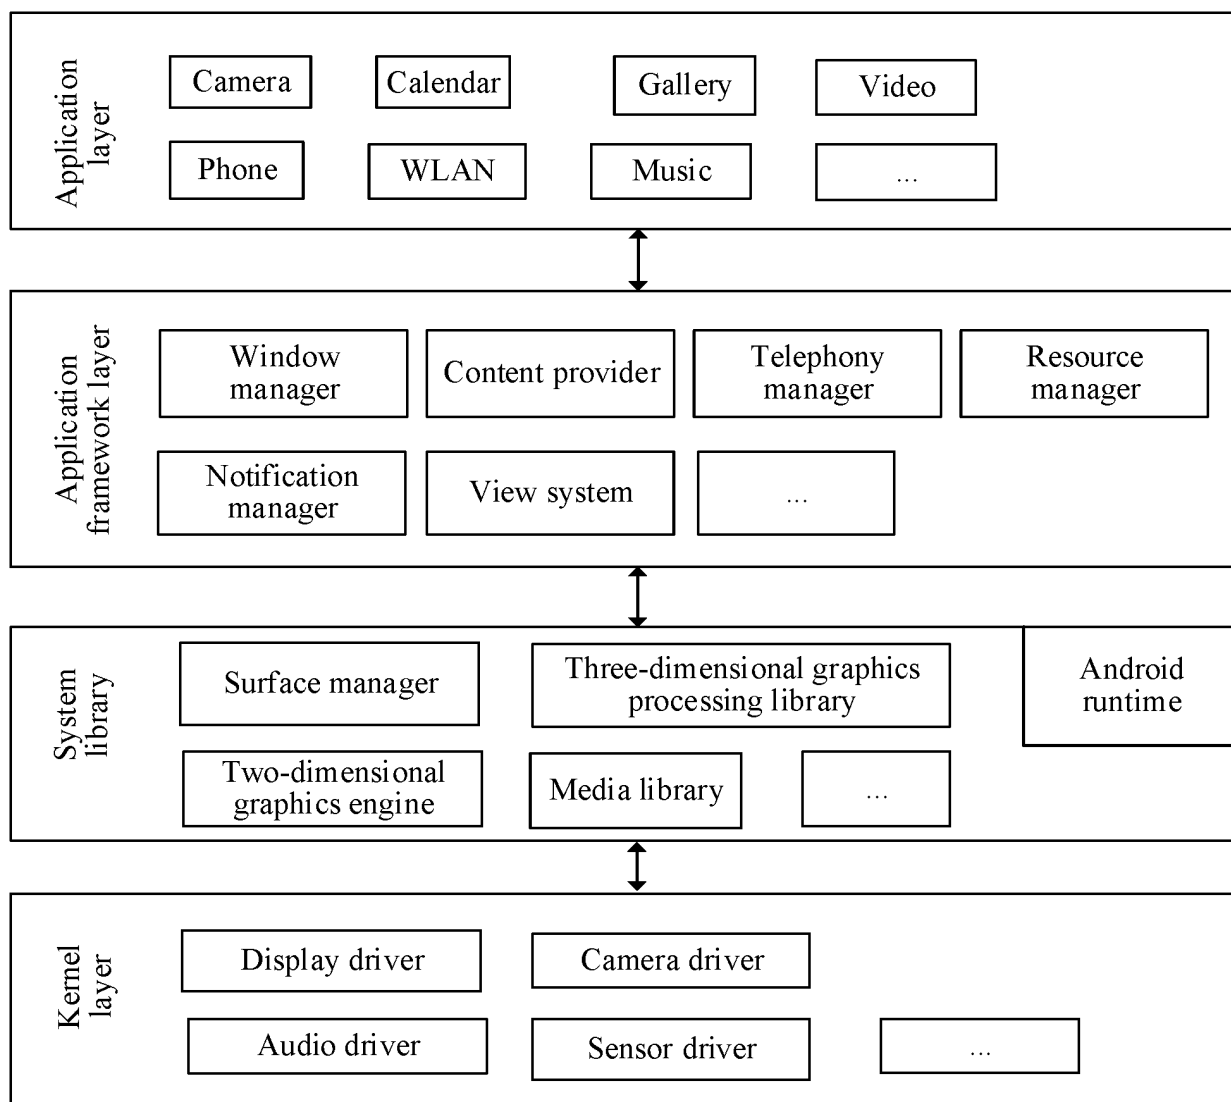 Application
layer
Camera
Calendar
Gallery
Video
Phone
WLAN
Music
...
Application
framework layer
Window
manager
Content provider
Telephony
manager
Resource
manager
Notification
manager
View system
...
System
library
Surface manager
Three-dimensional graphics
processing library
Android
runtime
Two-dimensional
graphics engine
Media library
...
Kernel
layer
Display driver
Camera driver
Audio driver
Sensor driver
...